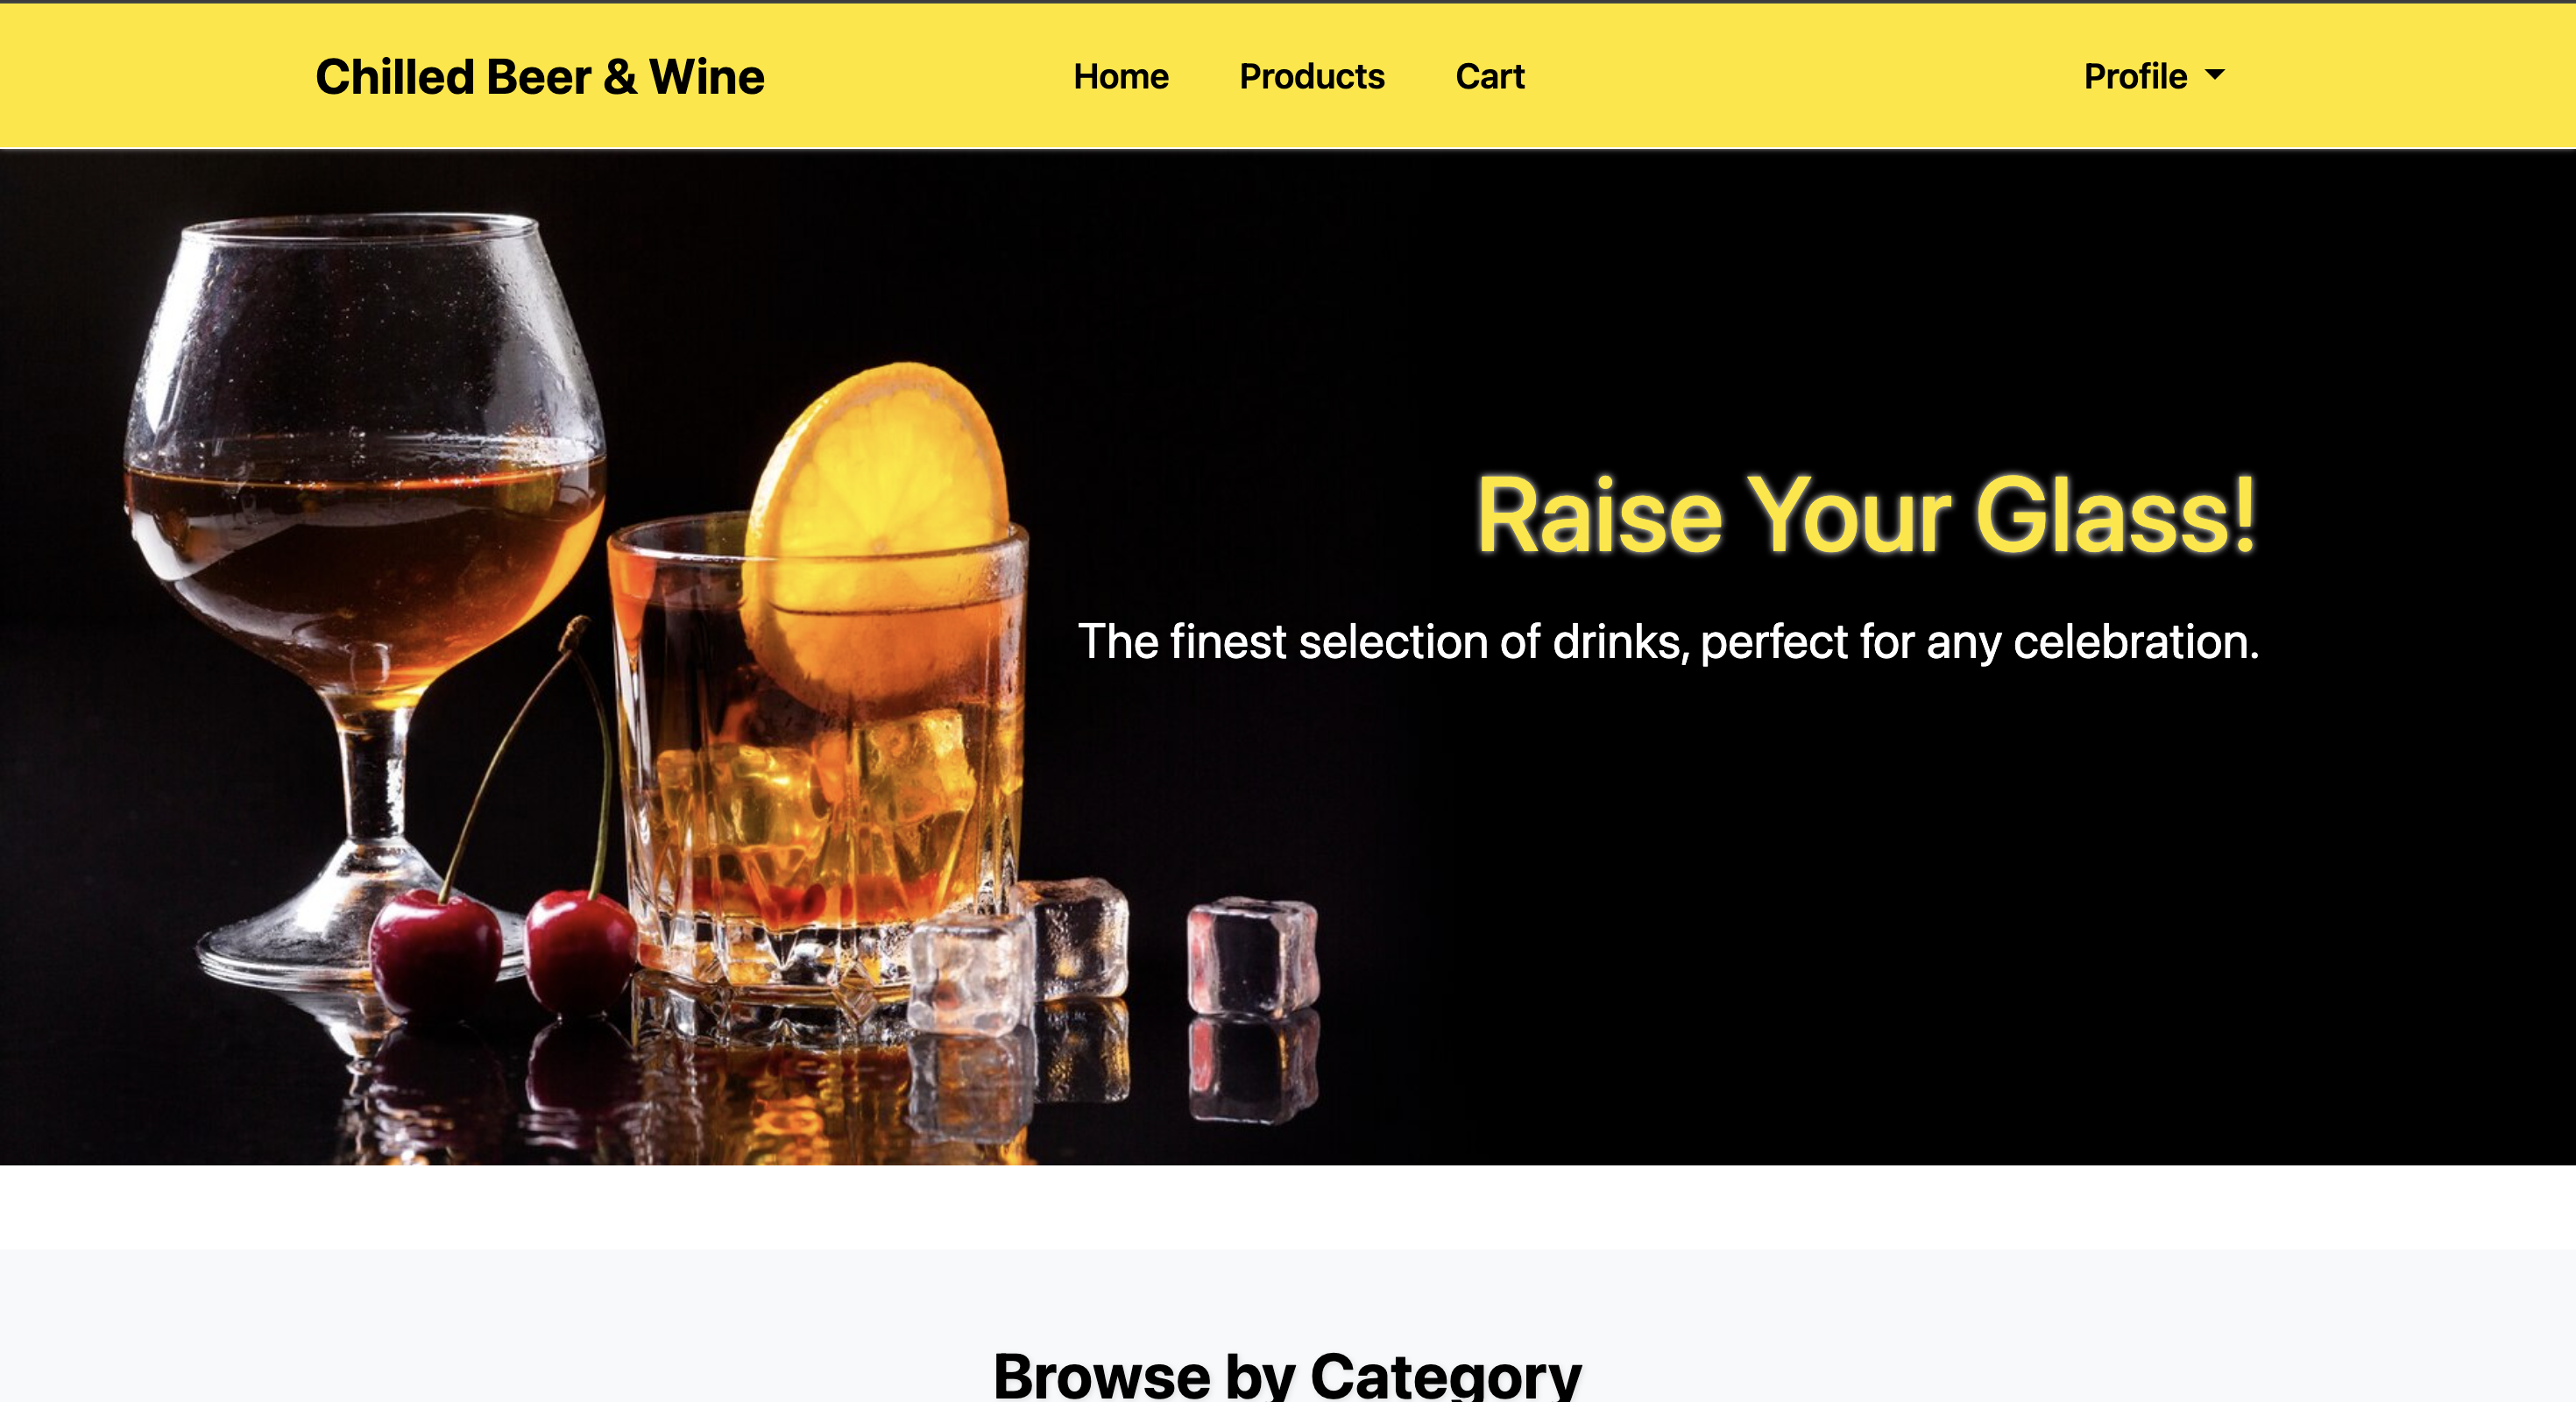 Chilled Beer & Wine
Home Products Cart
Profile
Raise Your Glass!
The finest selection of drinks, perfect for any celebration.
Browse by Category